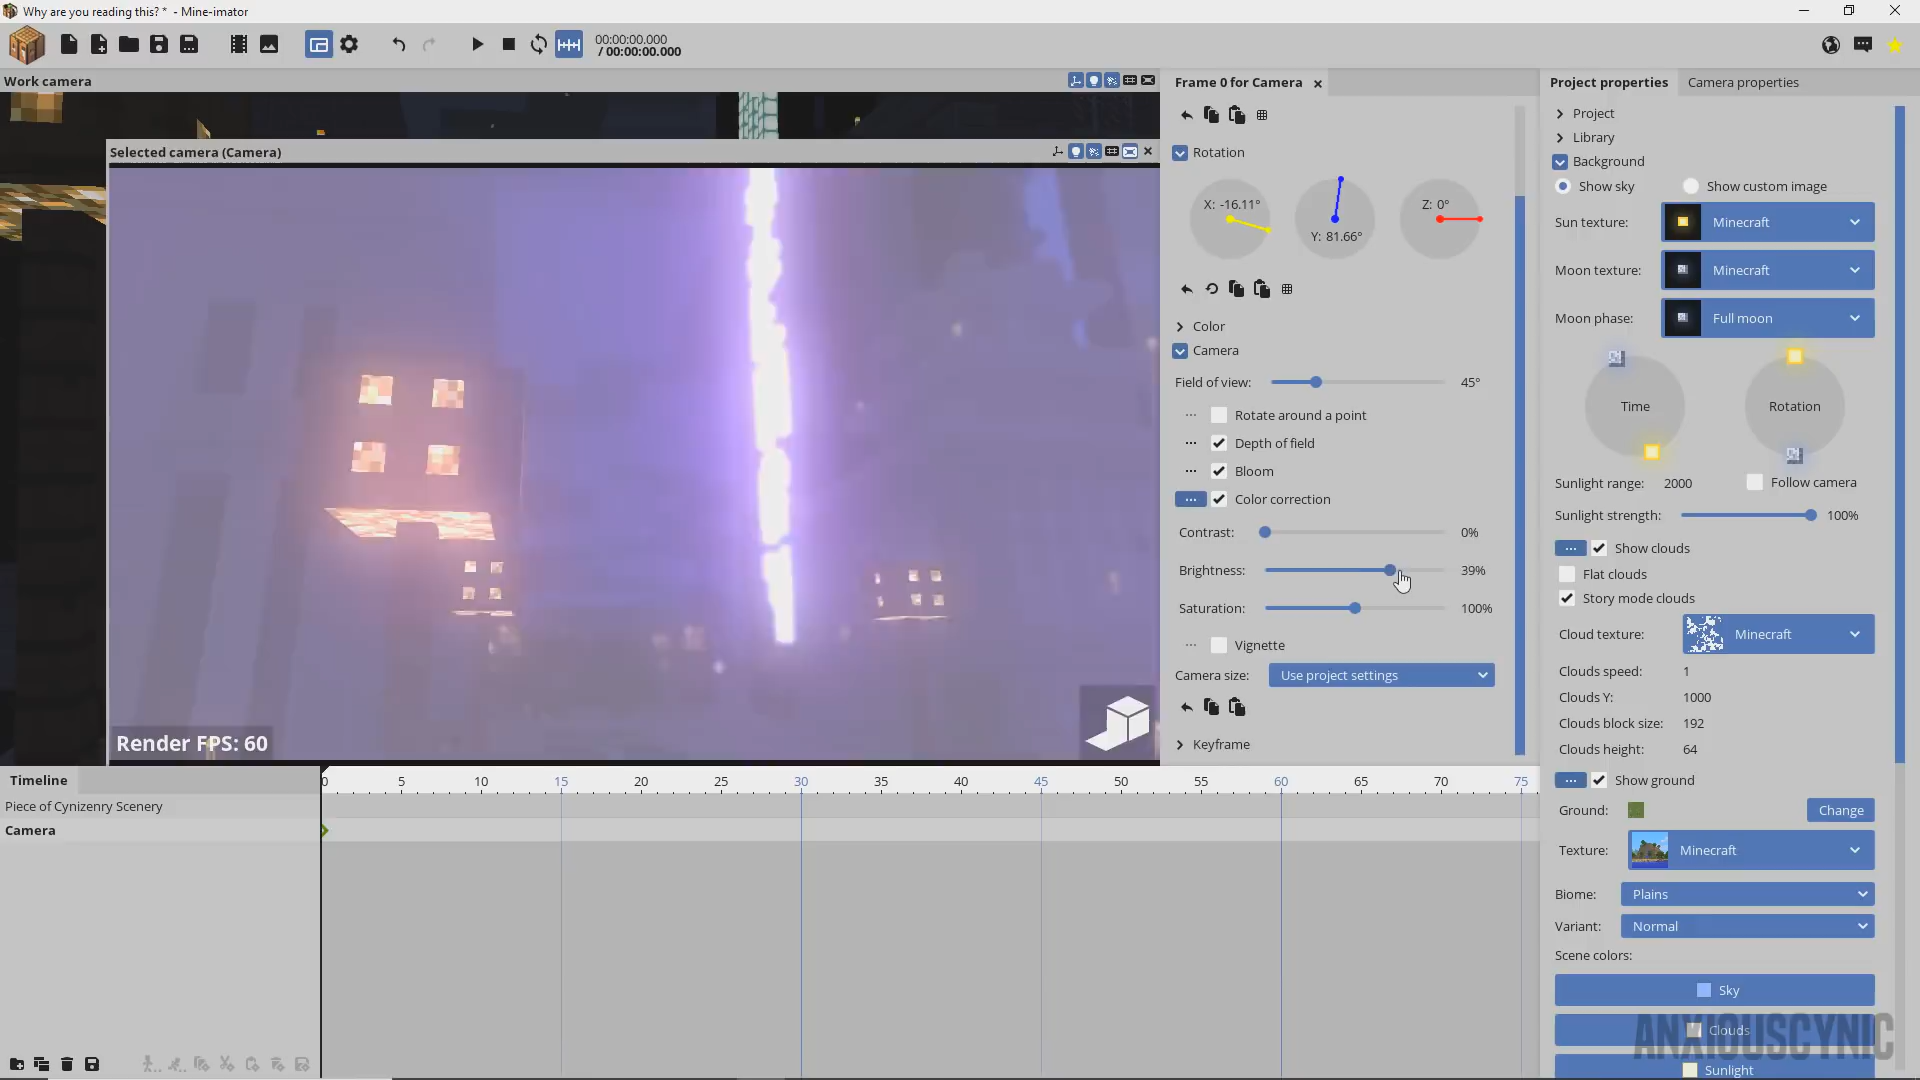 Why are you reading this? * - Mine-imator
00:00:00.000
/ 00:00:00.000
Work camera
Selected camera (Camera)
Render FPS: 60
Frame 0 for Camera
Rotation
X: -16.11°
Y: 81.66°
Z: 0°
Color
Camera
Field of view: 45°
Rotate around a point
Depth of field
Bloom
Color correction
Contrast: 0%
Brightness: 39%
Saturation: 100%
Vignette
Camera size: Use project settings
Keyframe
Project properties Camera properties
Project
Library
Background
Show sky Show custom image
Sun texture: Minecraft
Moon texture: Minecraft
Moon phase: Full moon
Time Rotation
Sunlight range: 2000 Follow camera
Sunlight strength: 100%
Show clouds
Flat clouds
Story mode clouds
Cloud texture: Minecraft
Clouds speed: 1
Clouds Y: 1000
Clouds block size: 192
Clouds height: 64
Show ground
Ground: Change
Texture: Minecraft
Biome: Plains
Variant: Normal
Scene colors:
Sky
Clouds
Sunlight
ANXIOUSCYNIC
Timeline
0 5 10 15 20 25 30 35 40 45 50 55 60 65 70 75
Piece of Cynizenry Scenery
Camera